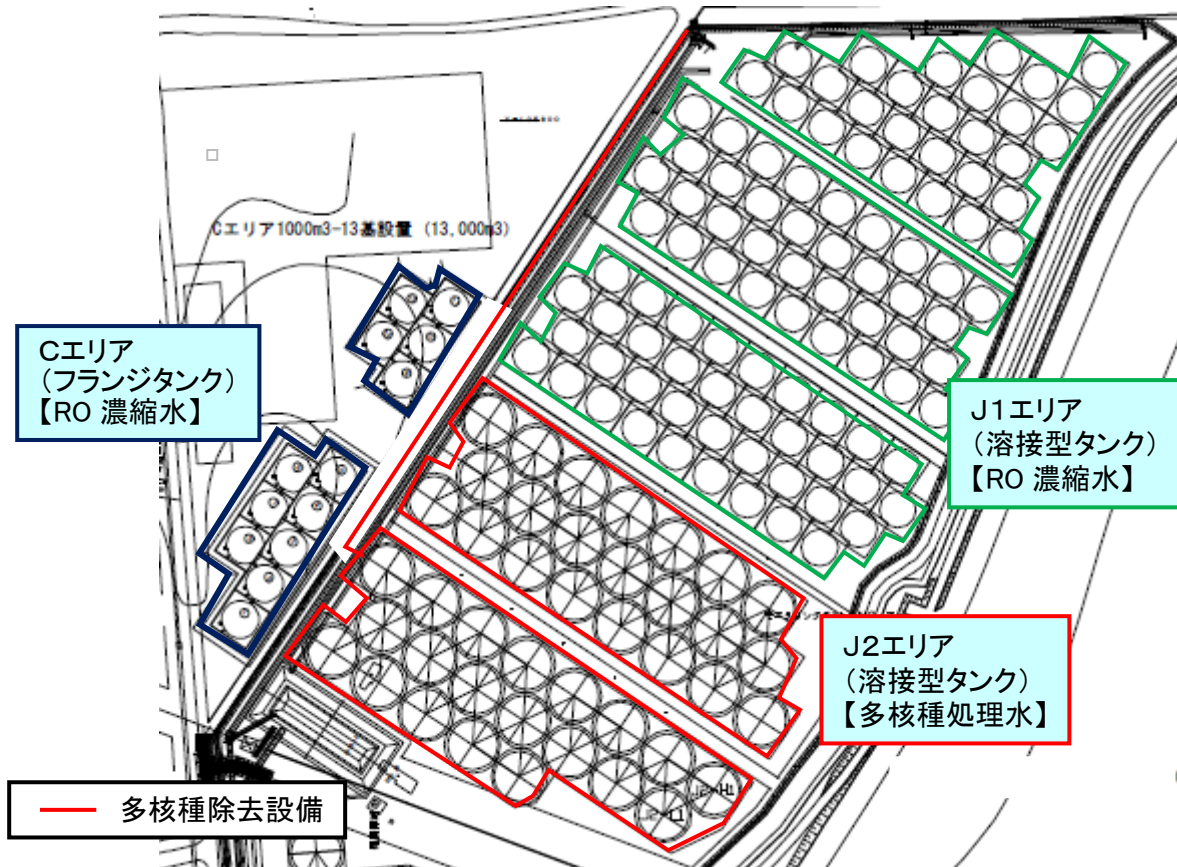 Cエリア1000m3-13基設置 (13,000m3)
Cエリア
（フランジタンク）
【RO 濃縮水】
J1エリア
（溶接型タンク）
【RO 濃縮水】
J2エリア
（溶接型タンク）
【多核種処理水】
多核種除去設備